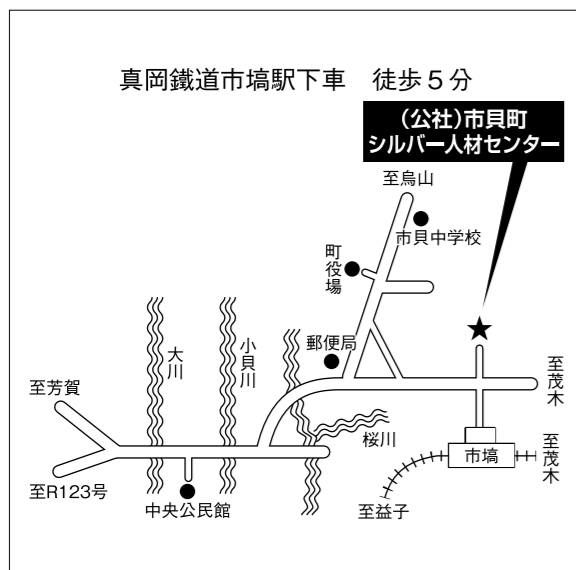 真岡鐵道市塙駅下車　徒歩５分
（公社）市貝町
シルバー人材センター
至烏山
市貝中学校
町役場
郵便局
大川
小貝川
至芳賀
至茂木
桜川
市塙
至茂木
至R123号
中央公民館
至益子